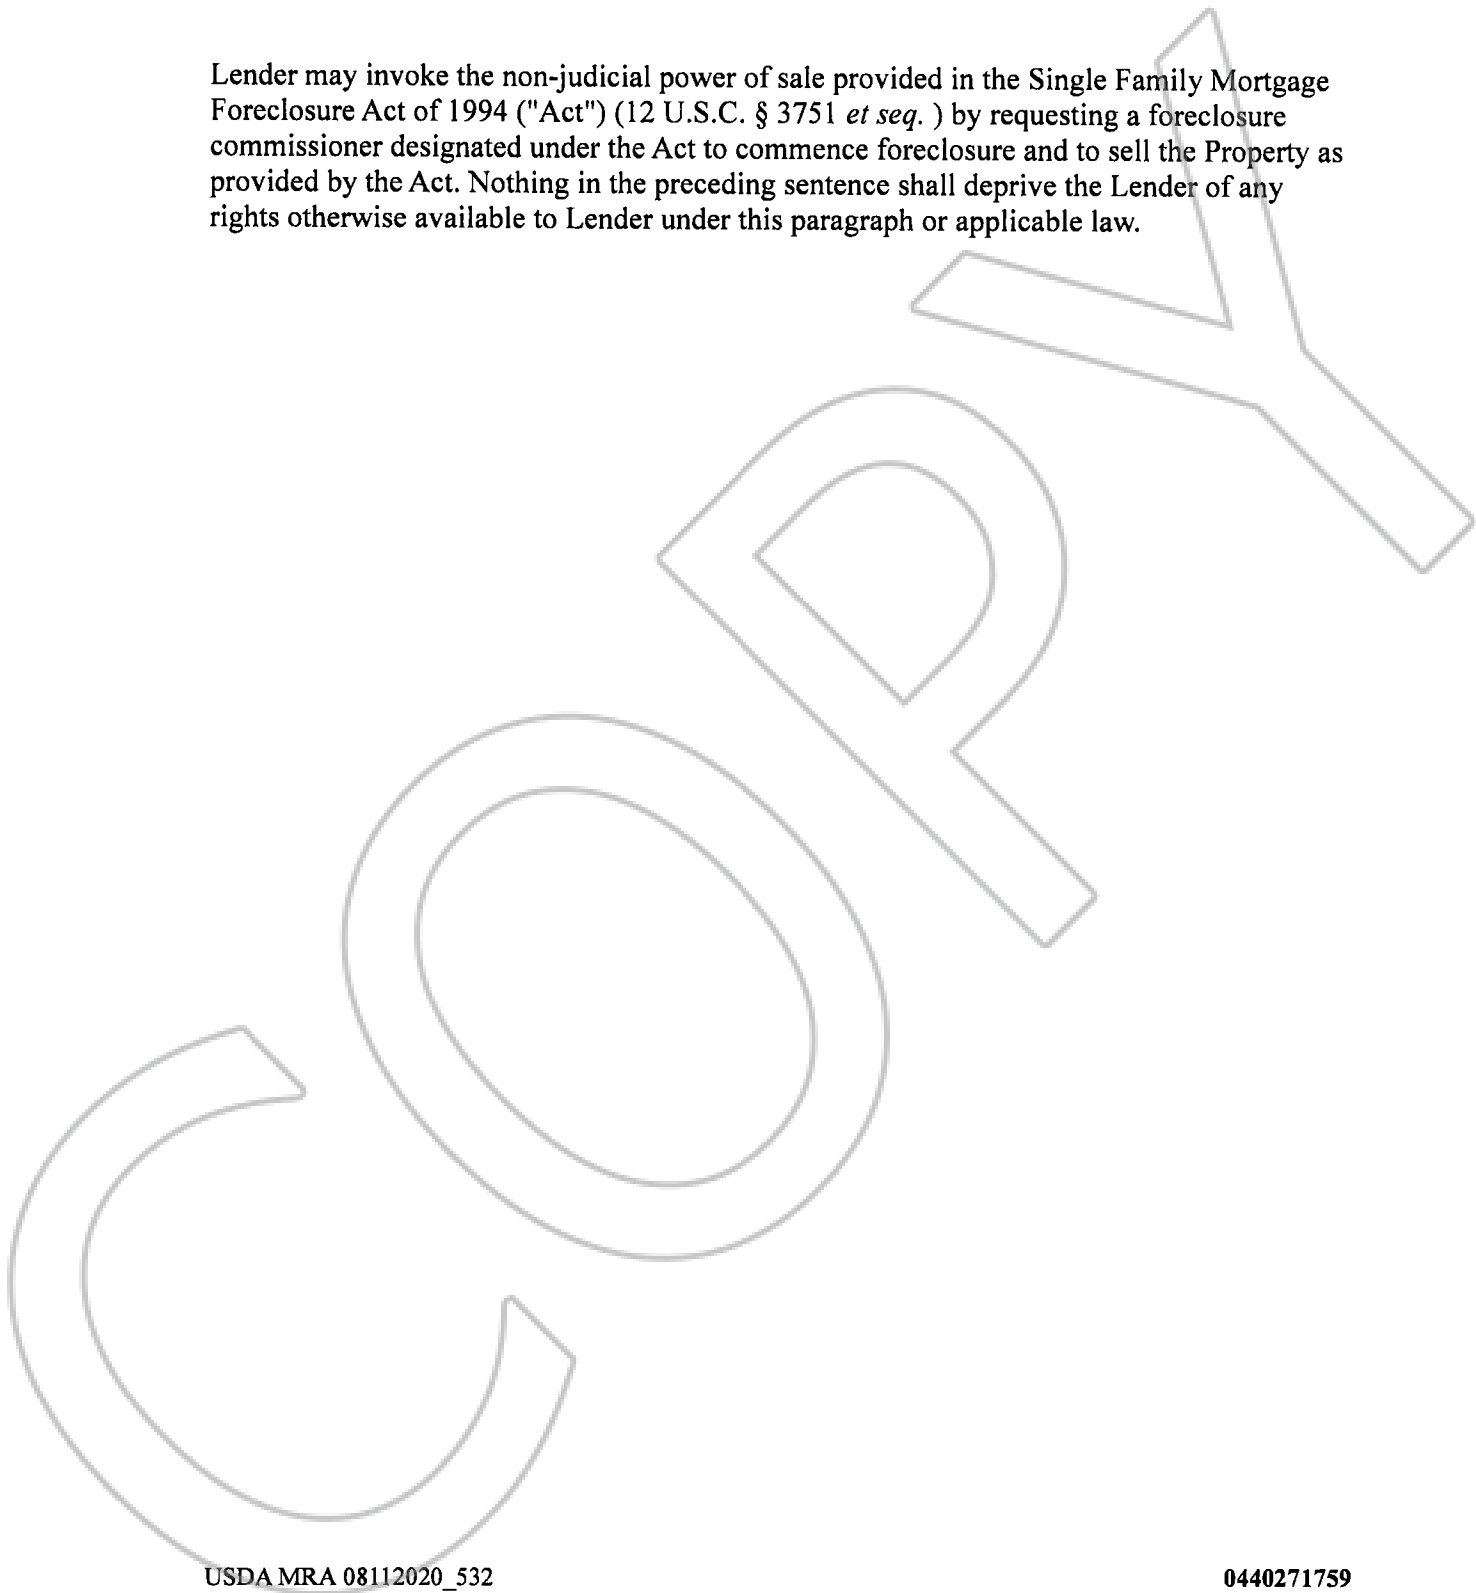 Lender may invoke the non-judicial power of sale provided in the Single Family Mortgage
Foreclosure Act of 1994 ("Act") (12 U.S.C. § 3751 et seq. ) by requesting a foreclosure
commissioner designated under the Act to commence foreclosure and to sell the Property as
provided by the Act. Nothing in the preceding sentence shall deprive the Lender of any
rights otherwise available to Lender under this paragraph or applicable law.
COPY
USDA MRA 08112020_532 0440271759